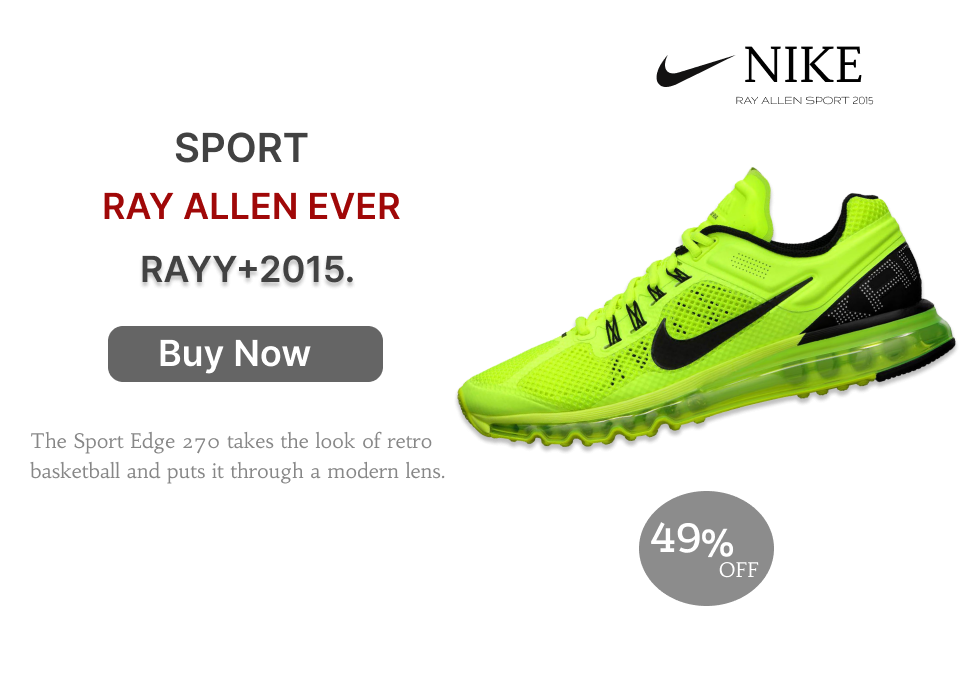 NIKE
RAY ALLEN SPORT 2015
SPORT
RAY ALLEN EVER
RAYY+2015.
Buy Now
The Sport Edge 270 takes the look of retro
basketball and puts it through a modern lens.
49%
OFF